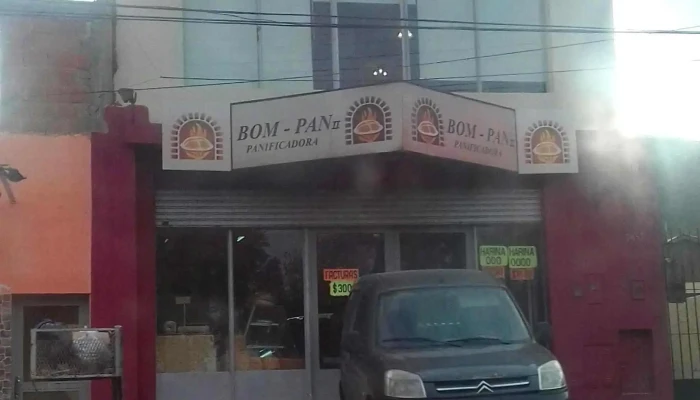 BOM - PAN II
PANIFICADORA
BOM - PAN II
PANIFICADORA
FACTURAS
$300
HARINA
000
HARINA
0000